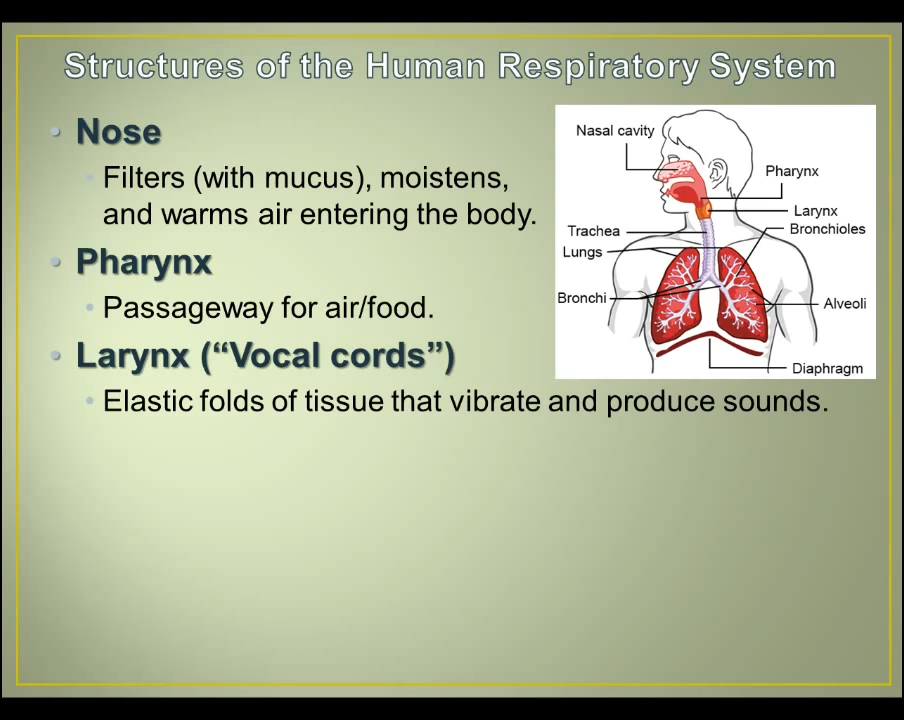 Structures of the Human Respiratory System
• Nose
• Filters (with mucus), moistens,
and warms air entering the body.
• Pharynx
• Passageway for air/food.
• Larynx (“Vocal cords”)
• Elastic folds of tissue that vibrate and produce sounds.
Nasal cavity
Pharynx
Larynx
Trachea
Bronchioles
Lungs
Bronchi
Alveoli
Diaphragm